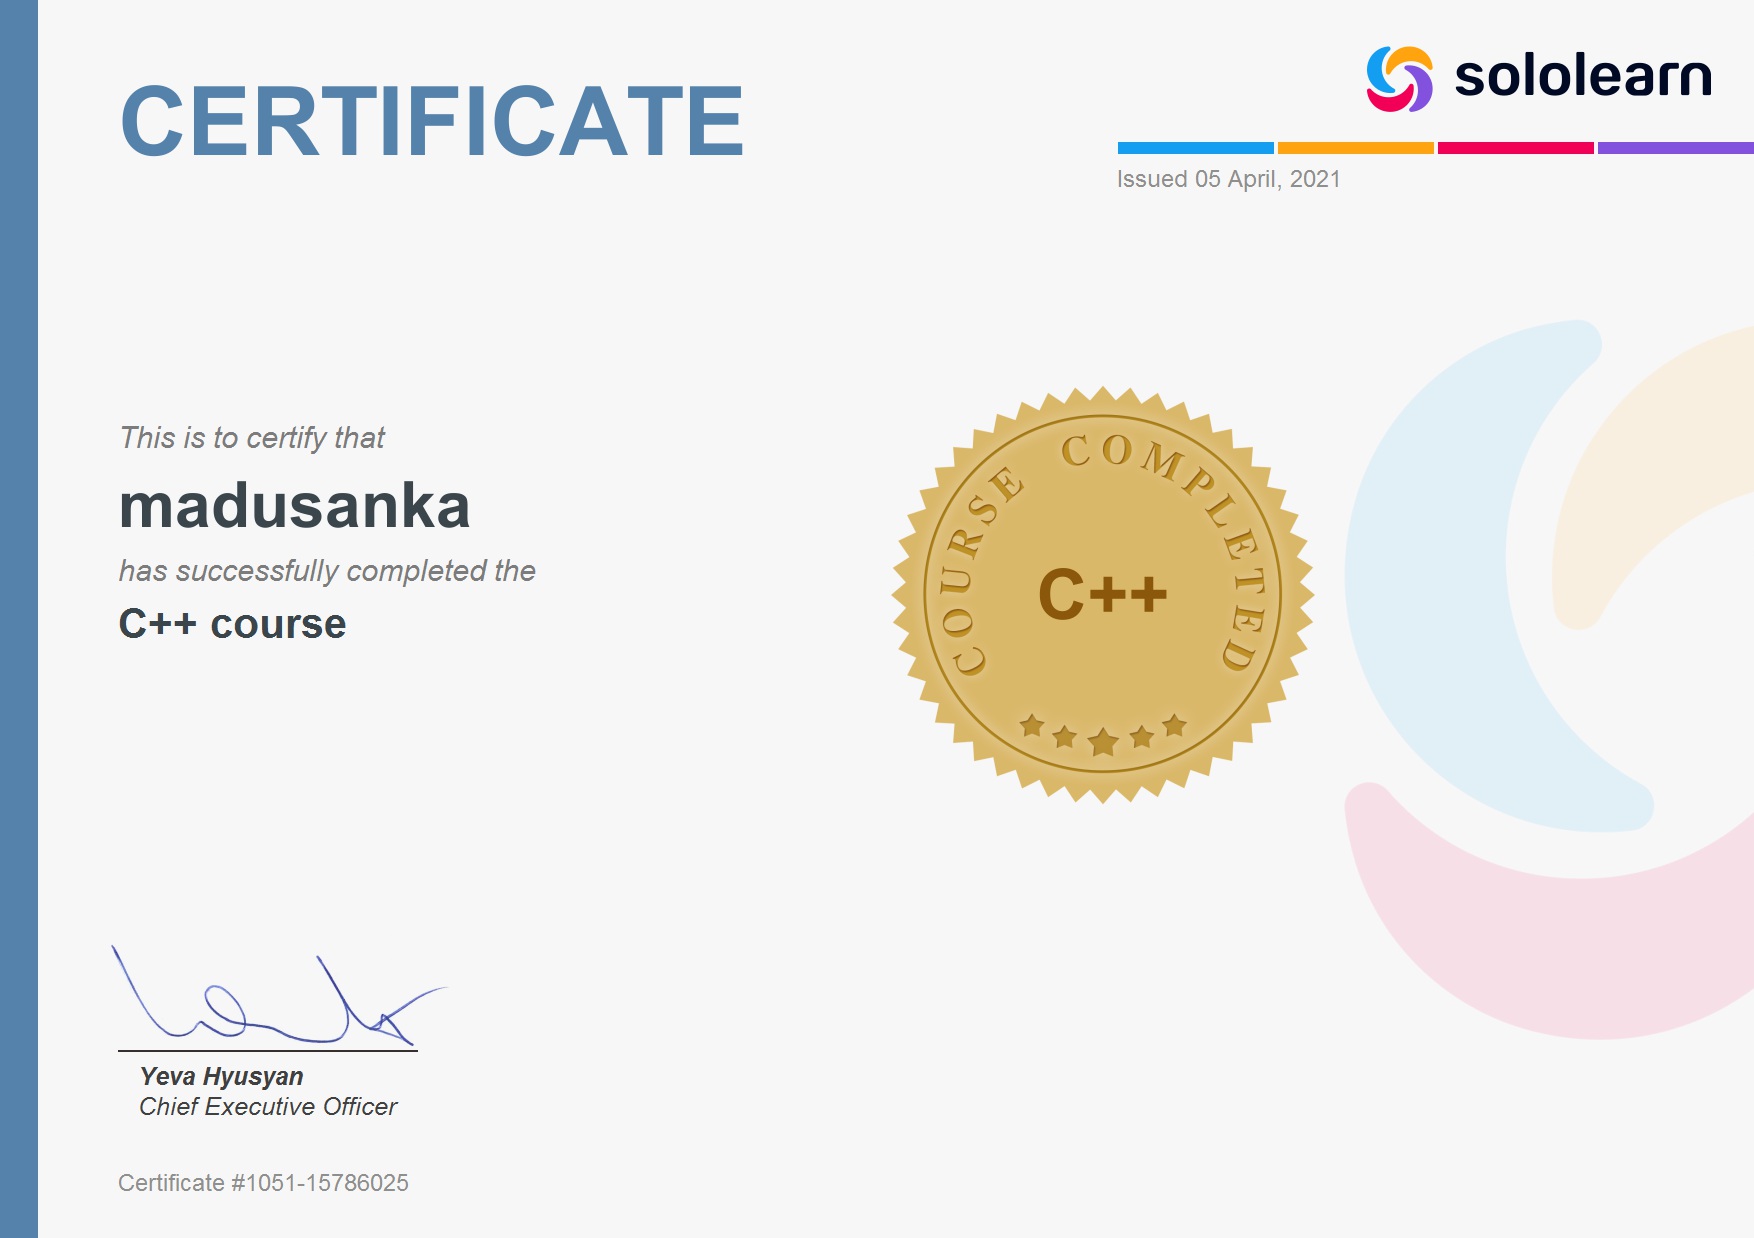 CERTIFICATE
sololearn
Issued 05 April, 2021
This is to certify that
madusanka
has successfully completed the
C++ course
COURSE COMPLETED
C++
Yeva Hyusyan
Chief Executive Officer
Certificate #1051-15786025